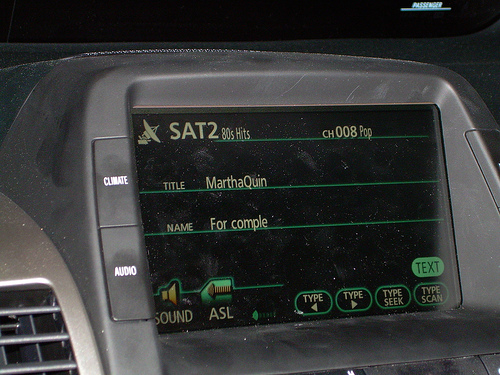 PASSENGER
SAT2 80s Hits CH 008 Pop
CLIMATE
TITLE MarthaQuin
NAME For comple
AUDIO
TEXT
SOUND ASL
TYPE TYPE TYPE SEEK TYPE SCAN